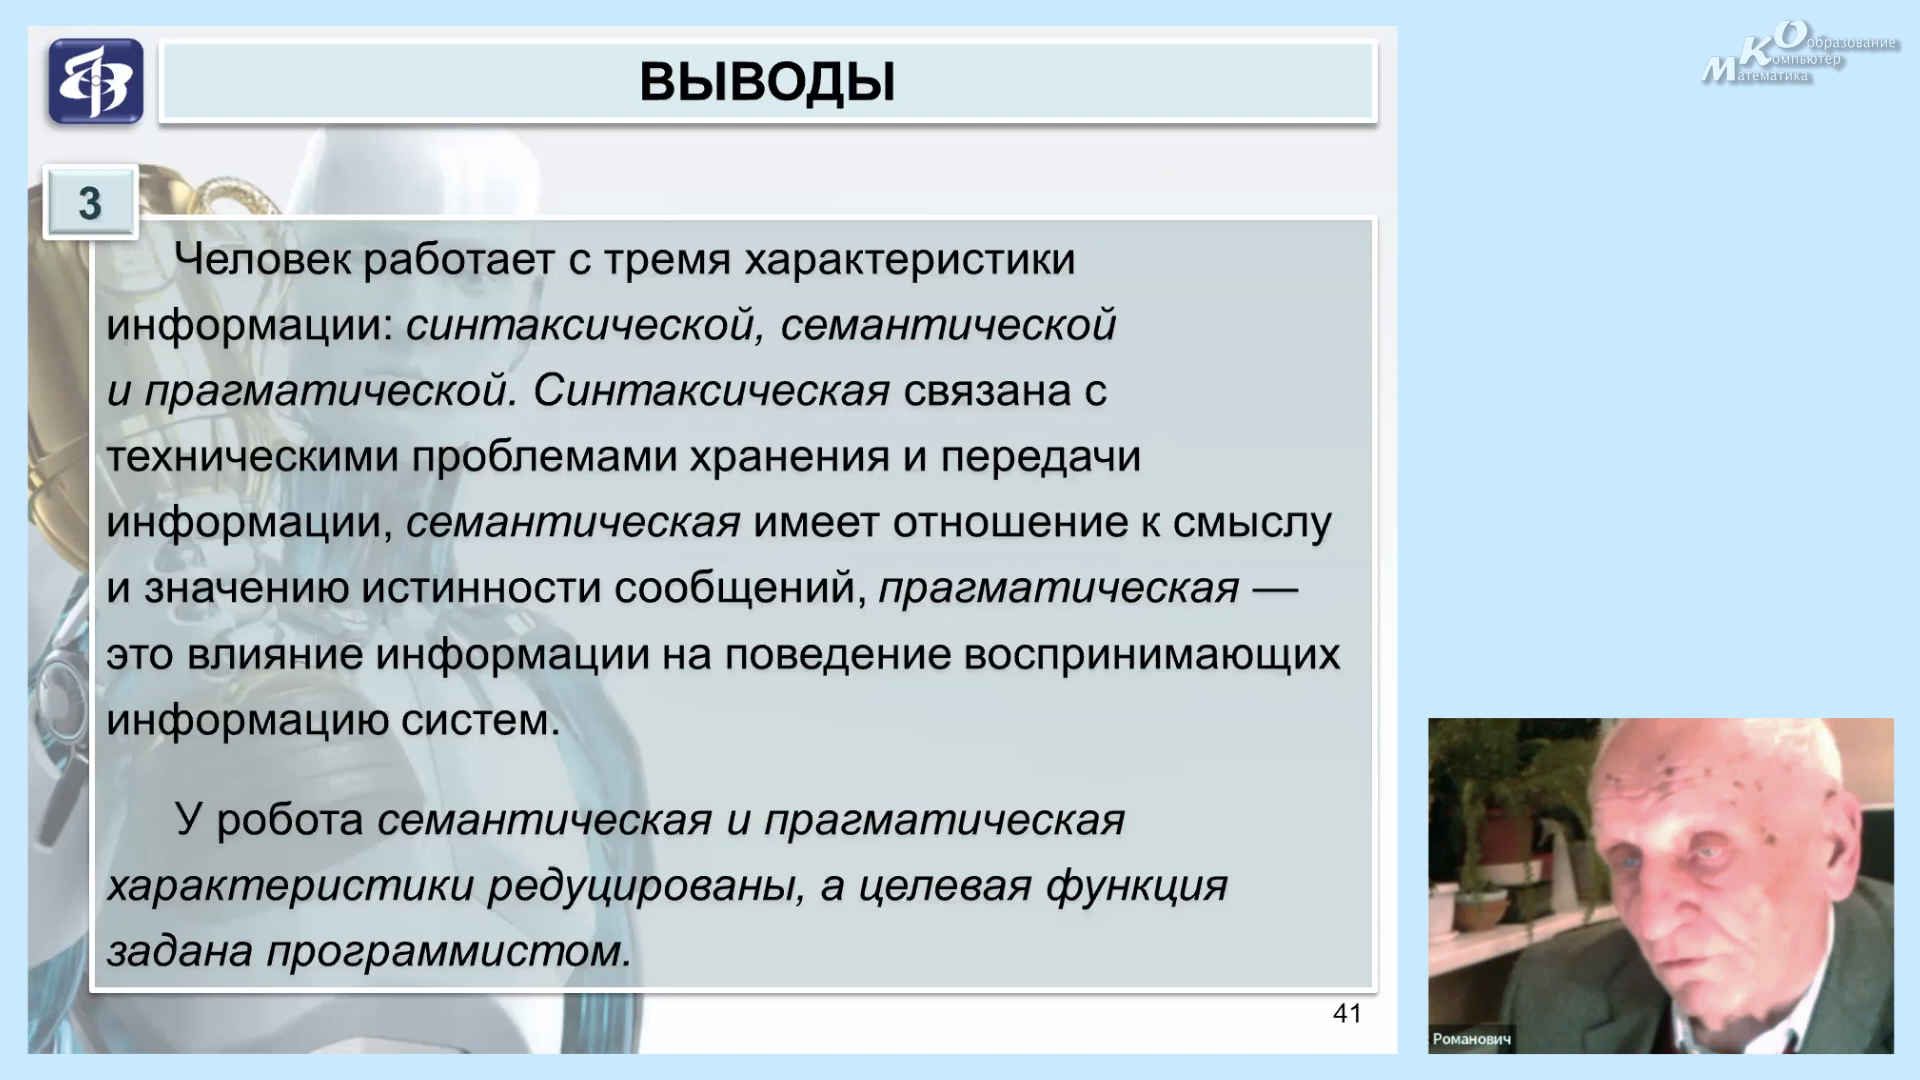 ВЫВОДЫ
3
Человек работает с тремя характеристики
информации: синтаксической, семантической
и прагматической. Синтаксическая связана с
техническими проблемами хранения и передачи
информации, семантическая имеет отношение к смыслу
и значению истинности сообщений, прагматическая —
это влияние информации на поведение воспринимающих
информацию систем.
У робота семантическая и прагматическая
характеристики редуцированы, а целевая функция
задана программистом.
41
Образование
Компьютер
Математика
Романович